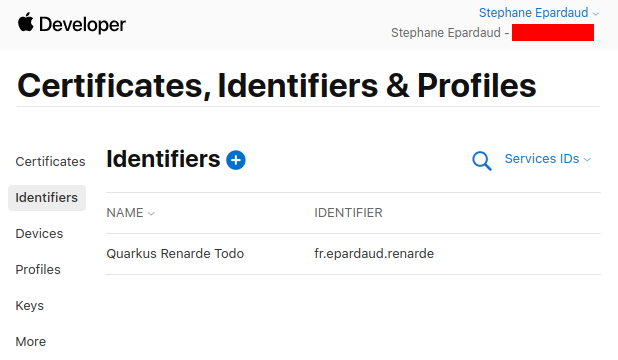 Developer
Stephane Epardaud
Stephane Epardaud -
Certificates, Identifiers & Profiles
Certificates
Identifiers
Devices
Profiles
Keys
More
Identifiers
Services IDs
NAME IDENTIFIER
Quarkus Renarde Todo fr.epardaud.renarde